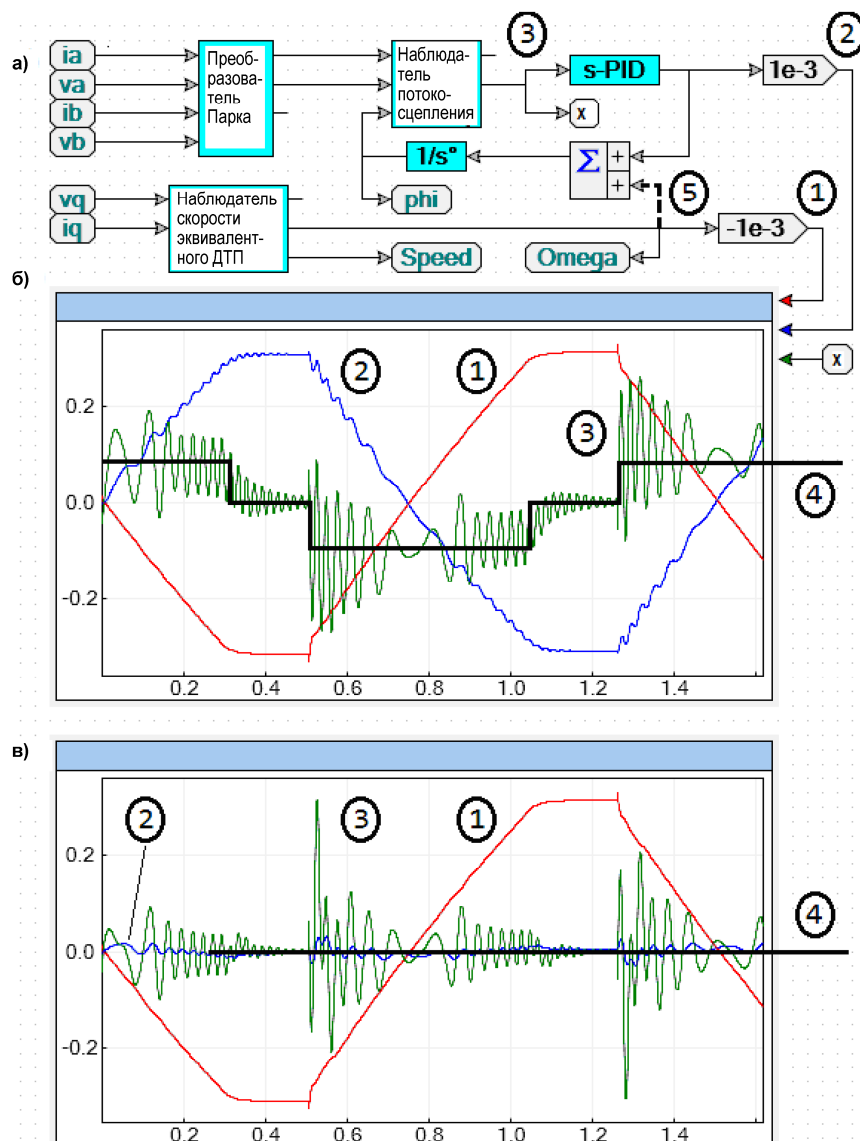 а)
ia
va
ib
vb
Преоб-
разова-
тель
Парка
Наблюда-
тель
потоко-
сцепления
3
s-PID
x
1e-3
2
1/s°
phi
Σ
+
+
5
vq
iq
Наблюдатель
скорости
эквивалент-
ного ДТП
Speed
Omega
-1e-3
1
x
б)
0.2
0.0
-0.2
2
1
3
4
0.2 0.4 0.6 0.8 1.0 1.2 1.4
в)
0.2
0.0
-0.2
2
3
1
4
0.2 0.4 0.6 0.8 1.0 1.2 1.4